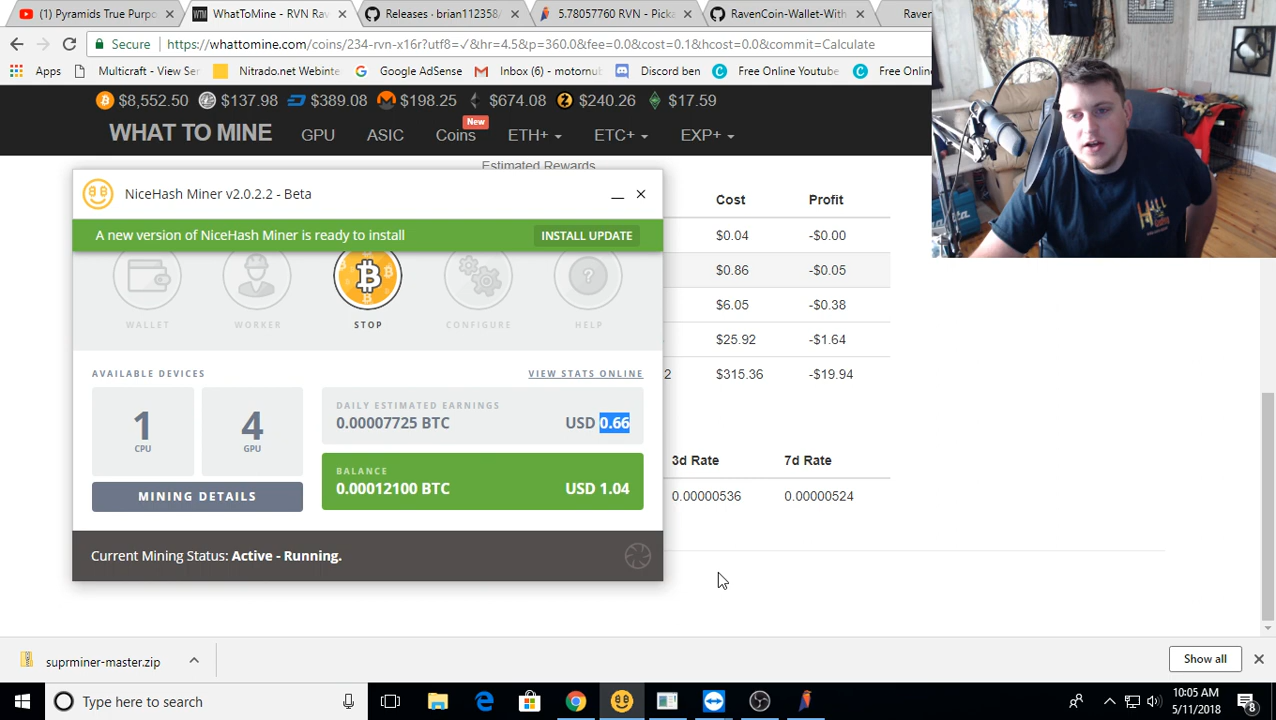 (1) Pyramids True Purpo
WhatToMine - RVN Rav
Releases · brian112358
5.78057760 RVN - Picka
RavenCoin-Wallet-With
Raven
Secure
https://whattomine.com/coins/234-rvn-x16r?utf8=✓&hr=4.5&p=360.0&fee=0.0&cost=0.1&hcost=0.0&commit=Calculate
Apps
Multicraft - View Ser
Nitrado.net Webinte
Google AdSense
Inbox (6) - motomub
Discord ben
Free Online Youtube
Free Onlin
$8,552.50 $137.98 $389.08 $198.25 $674.08 $240.26 $17.59
WHAT TO MINE GPU ASIC Coins New ETH+ ETC+ EXP+
Estimated Rewards
NiceHash Miner v2.0.2.2 - Beta
A new version of NiceHash Miner is ready to install INSTALL UPDATE
WALLET WORKER STOP CONFIGURE HELP
AVAILABLE DEVICES VIEW STATS ONLINE
1 CPU
4 GPU
DAILY ESTIMATED EARNINGS
0.00007725 BTC USD 0.66
BALANCE
0.00012100 BTC USD 1.04
MINING DETAILS
Current Mining Status: Active - Running.
Cost Profit
$0.04 -$0.00
$0.86 -$0.05
$6.05 -$0.38
$25.92 -$1.64
2 $315.36 -$19.94
3d Rate 7d Rate
0.00000536 0.00000524
suprminer-master.zip
Show all
Type here to search
10:05 AM
5/11/2018
8